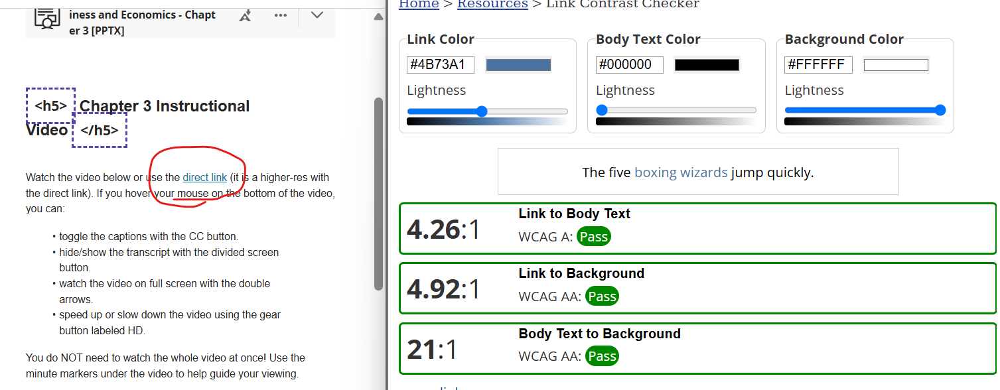 iness and Economics - Chapt
er 3 [PPTX]
<h5> Chapter 3 Instructional
Video </h5>
Watch the video below or use the direct link (it is a higher-res with
the direct link). If you hover your mouse on the bottom of the video,
you can:
• toggle the captions with the CC button.
• hide/show the transcript with the divided screen
button.
• watch the video on full screen with the double
arrows.
• speed up or slow down the video using the gear
button labeled HD.
You do NOT need to watch the whole video at once! Use the
minute markers under the video to help guide your viewing.
Home > Resources > Link Contrast Checker
Link Color
#4B73A1
Lightness
Body Text Color
#000000
Lightness
Background Color
#FFFFFF
Lightness
The five boxing wizards jump quickly.
4.26:1
Link to Body Text
WCAG A: Pass
4.92:1
Link to Background
WCAG AA: Pass
21:1
Body Text to Background
WCAG AA: Pass